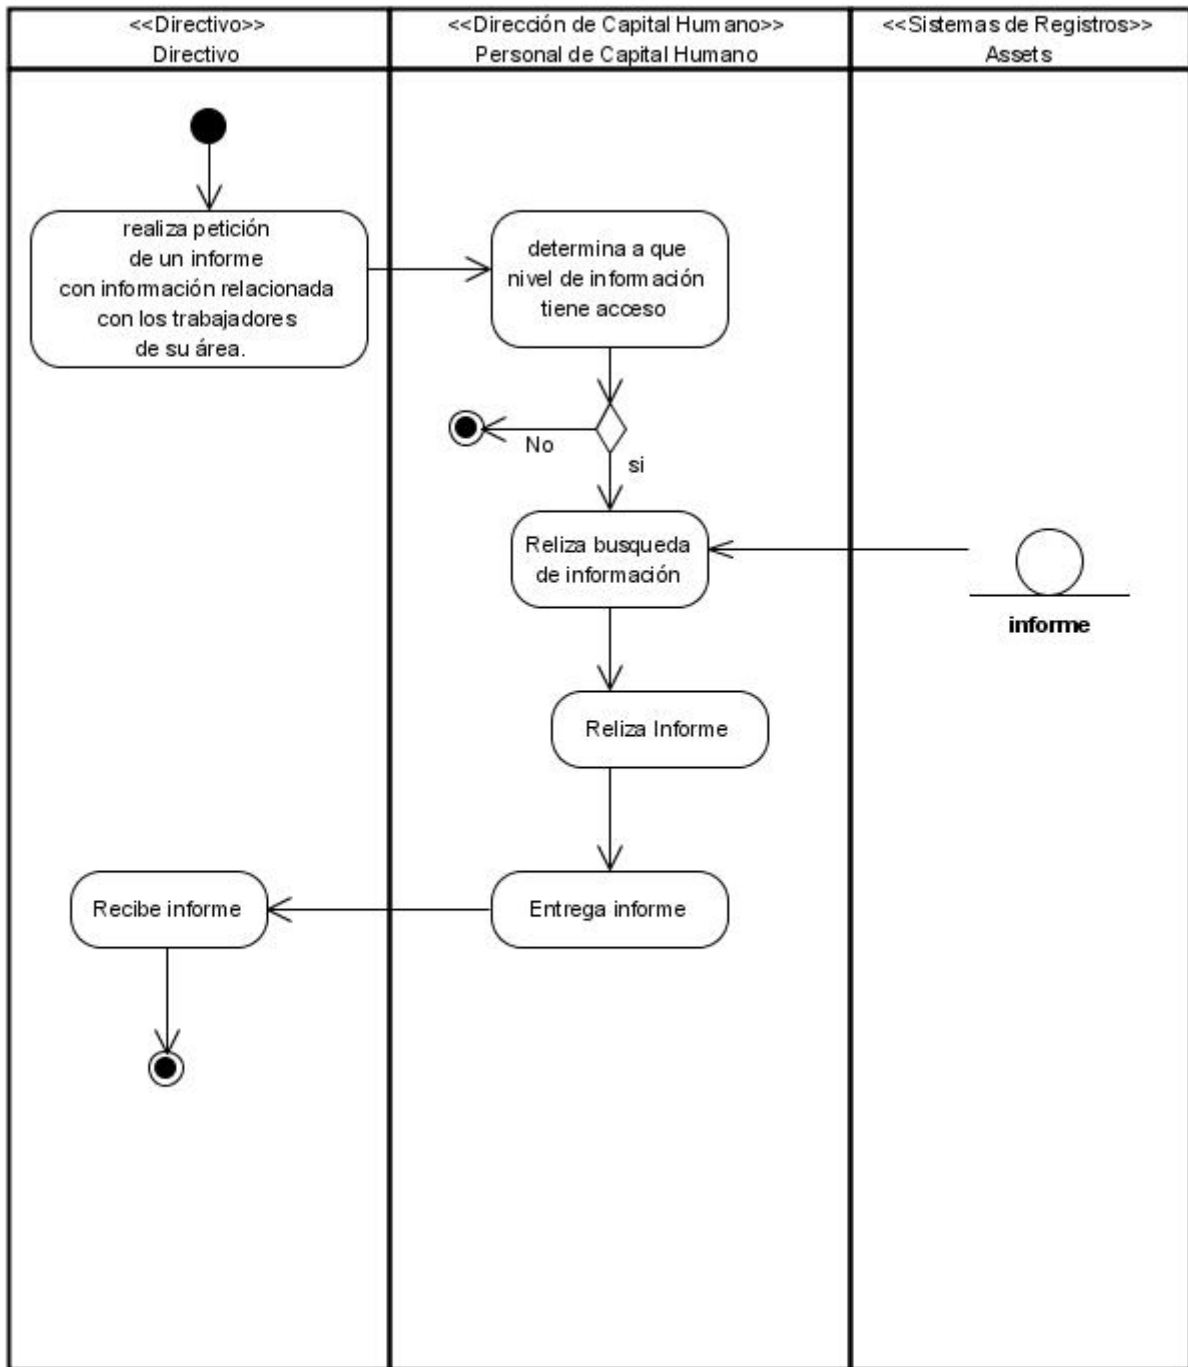 <<Directivo>>
Directivo
<<Dirección de Capital Humano>>
Personal de Capital Humano
<<Sistemas de Registros>>
Assets
realiza petición
de un informe
con información relacionada
con los trabajadores
de su área.
determina a que
nivel de información
tiene acceso
No
si
Reliza busqueda
de información
informe
Reliza Informe
Recibe informe
Entrega informe